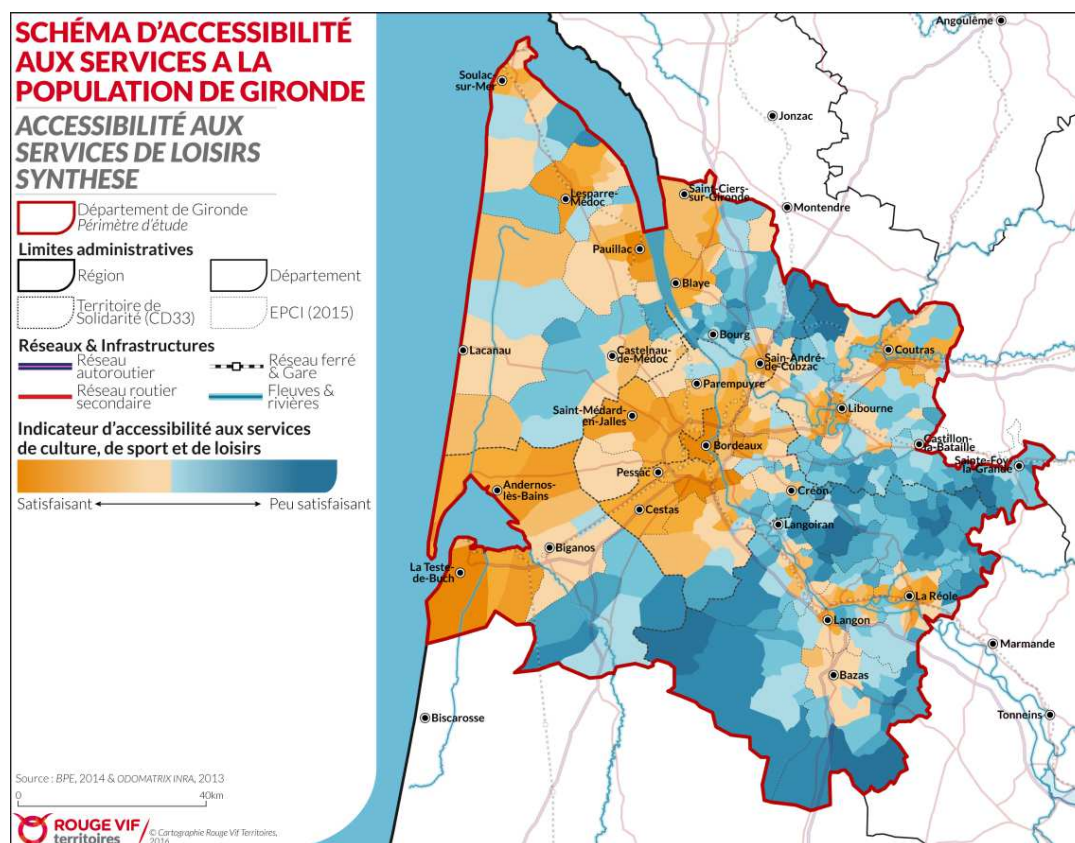 SCHÉMA D'ACCESSIBILITÉ
AUX SERVICES A LA
POPULATION DE GIRONDE
ACCESSIBILITÉ AUX
SERVICES DE LOISIRS
SYNTHESE
Département de Gironde
Périmètre d'étude
Limites administratives
Région
Département
Territoire de
Solidarité (CD33)
EPCI (2015)
Réseaux & Infrastructures
Réseau
autoroutier
Réseau ferré
& Gare
Réseau routier
secondaire
Fleuves &
rivières
Indicateur d'accessibilité aux services
de culture, de sport et de loisirs
Satisfaisant
Peu satisfaisant
Source : BPE, 2014 & ODOMATRIX INRA, 2013
0
40km
ROUGE VIF
territoires
© Cartographie Rouge Vif Territoires,
2016
Angoulême
Soulac-
sur-Mer
Jonzac
Lesparre-
Médoc
Saint-Ciers-
sur-Gironde
Montendre
Pauillac
Blaye
Bourg
Lacanau
Castelnau-
de-Médoc
Sain-André-
de-Cubzac
Coutras
Parempuyre
Saint-Médard-
en-Jalles
Libourne
Bordeaux
Castillon-
la-Bataille
Sainte-Foy-
la-Grande
Pessac
Andernos-
lès-Bains
Créon
Cestas
Langoiran
Biganos
La Teste-
de-Buch
La Réole
Langon
Marmande
Bazas
Biscarosse
Tonneins